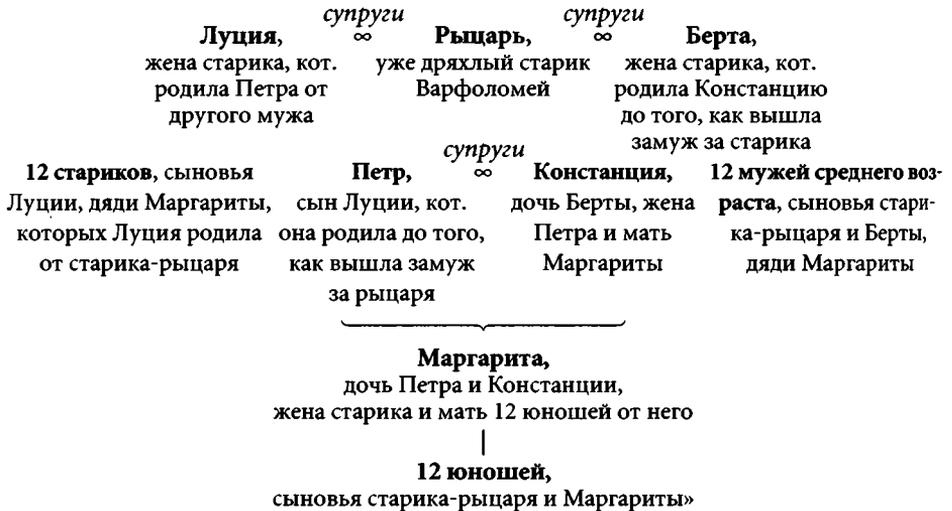 супруги супруги
Луция, ∞ Рыцарь, ∞ Берта,
жена старика, кот. уже дряхлый старик жена старика, кот.
родила Петра от Варфоломей родила Констанцию
другого мужа до того, как вышла
замуж за старика
супруги
12 стариков, сыновья Петр, ∞ Констанция, 12 мужей среднего воз-
Луции, дяди Маргариты, сын Луции, кот. дочь Берты, жена раста, сыновья стари-
которых Луция родила она родила до того, Петра и мать ка-рыцаря и Берты,
от старика-рыцаря как вышла замуж Маргариты дяди Маргариты
за рыцаря
Маргарита,
дочь Петра и Констанции,
жена старика и мать 12 юношей от него
12 юношей,
сыновья старика-рыцаря и Маргариты»